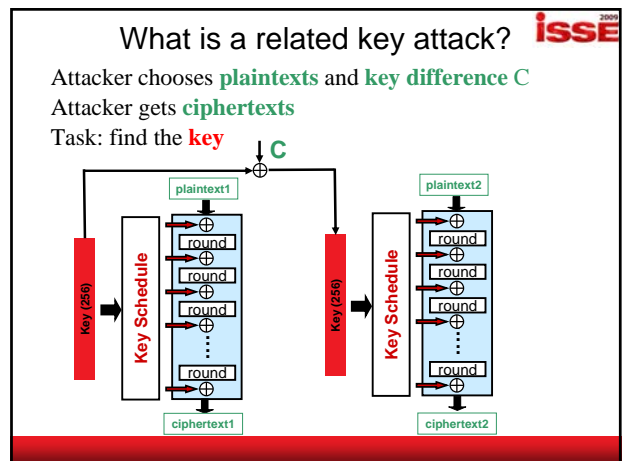 What is a related key attack?
isse 2009
Attacker chooses plaintexts and key difference C
Attacker gets ciphertexts
Task: find the key
C
plaintext1
Key (256)
Key Schedule
round
round
round
round
ciphertext1
plaintext2
Key (256)
Key Schedule
round
round
round
round
ciphertext2